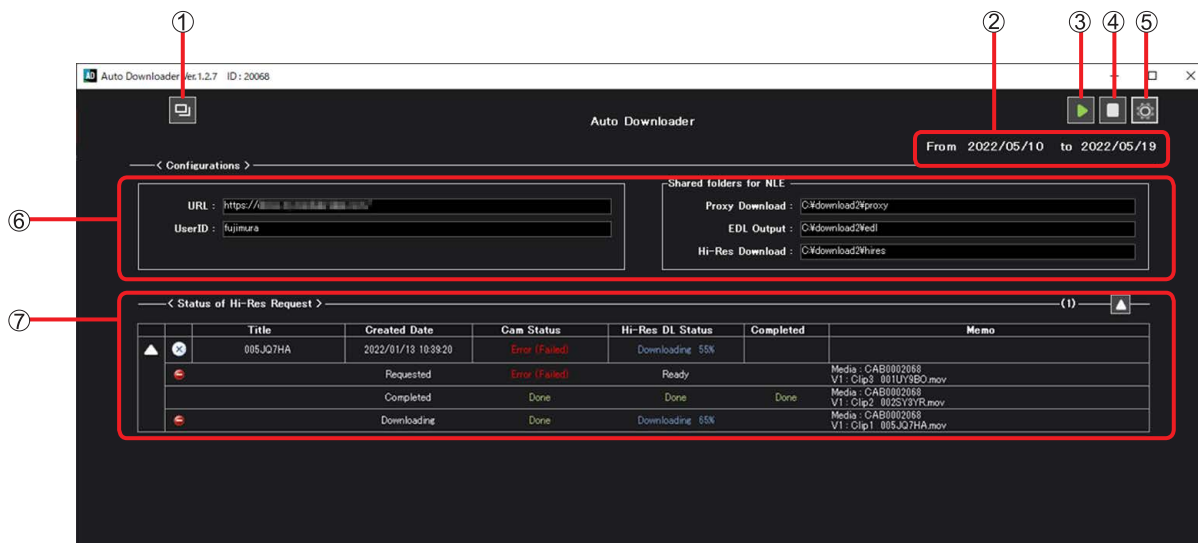 ① ② ③ ④ ⑤
Auto Downloader Ver.1.2.7 ID : 20068
Auto Downloader
From 2022/05/10 to 2022/05/19
< Configurations >
⑥
URL : https://
UserID : fujimura
Shared folders for NLE
Proxy Download : C:¥download2¥proxy
EDL Output : C:¥download2¥edl
Hi-Res Download : C:¥download2¥hires
⑦
< Status of Hi-Res Request > (1)
Title Created Date Cam Status Hi-Res DL Status Completed Memo
005JQ7HA 2022/01/13 10:39:20 Error (Failed) Downloading 55%
Requested Error (Failed) Ready Media : CAB0002068
V1 : Clip3 001UY9BO.mov
Completed Done Done Done Media : CAB0002068
V1 : Clip2 002SY3YR.mov
Downloading Done Downloading 65% Media : CAB0002068
V1 : Clip1 005JQ7HA.mov